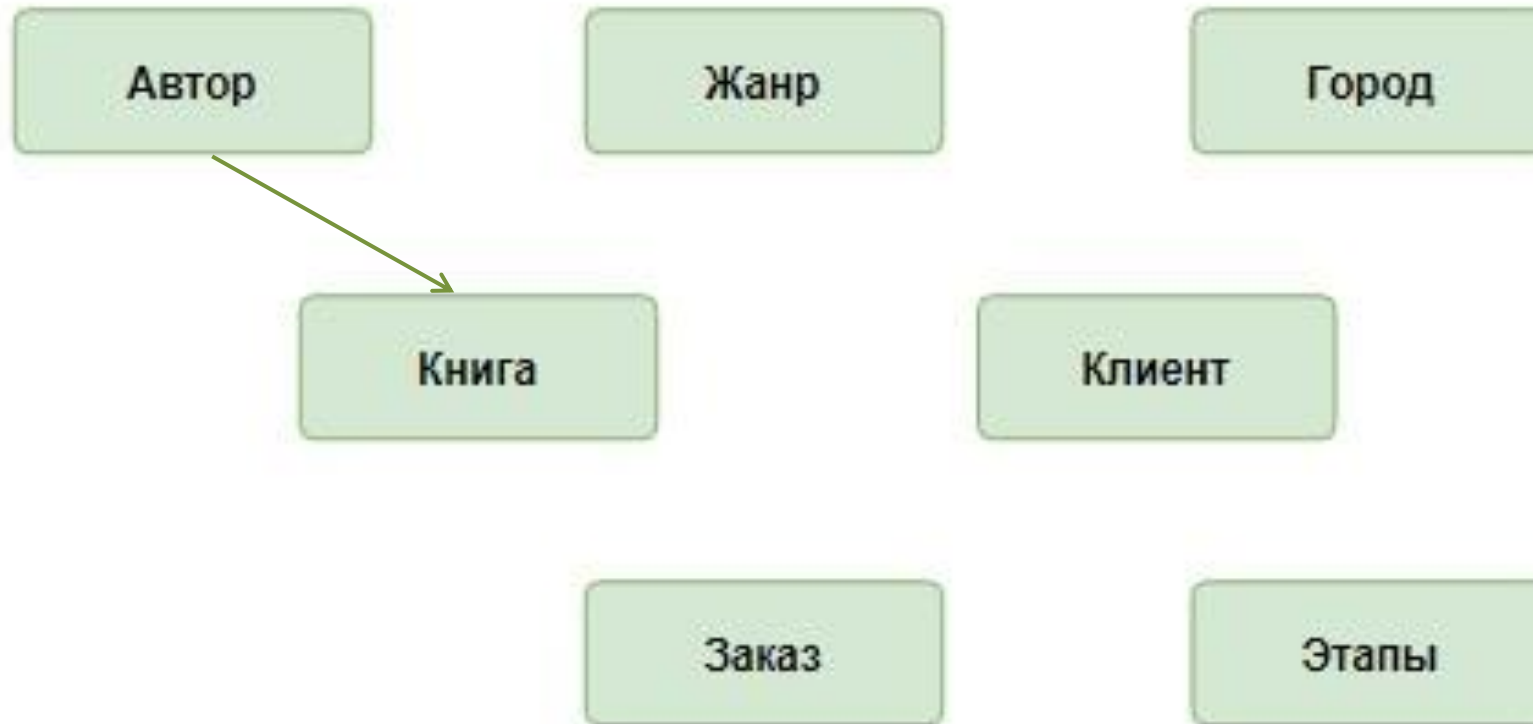 Автор
Жанр
Город
Книга
Клиент
Заказ
Этапы